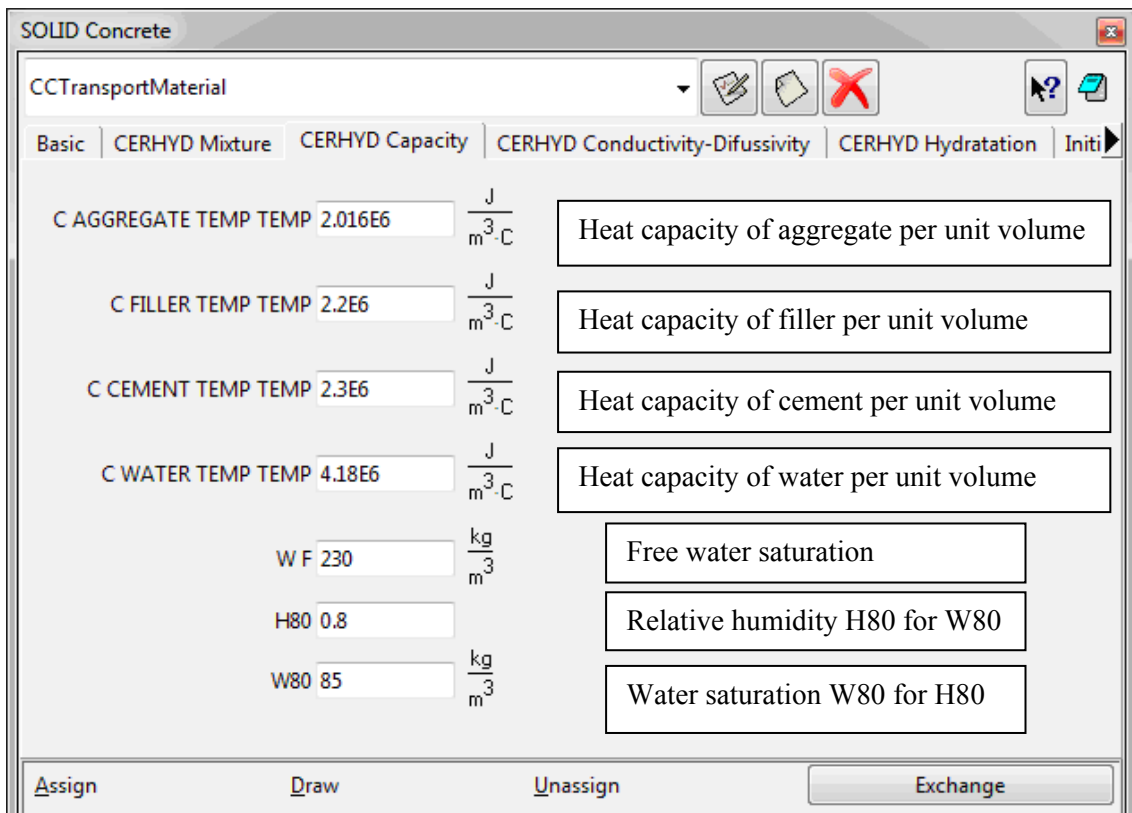 SOLID Concrete
CCTransportMaterial
Basic CERHYD Mixture CERHYD Capacity CERHYD Conductivity-Difussivity CERHYD Hydratation Initi
C AGGREGATE TEMP TEMP 2.016E6 J/m³·C Heat capacity of aggregate per unit volume
C FILLER TEMP TEMP 2.2E6 J/m³·C Heat capacity of filler per unit volume
C CEMENT TEMP TEMP 2.3E6 J/m³·C Heat capacity of cement per unit volume
C WATER TEMP TEMP 4.18E6 J/m³·C Heat capacity of water per unit volume
W F 230 kg/m³ Free water saturation
H80 0.8 Relative humidity H80 for W80
W80 85 kg/m³ Water saturation W80 for H80
Assign Draw Unassign Exchange